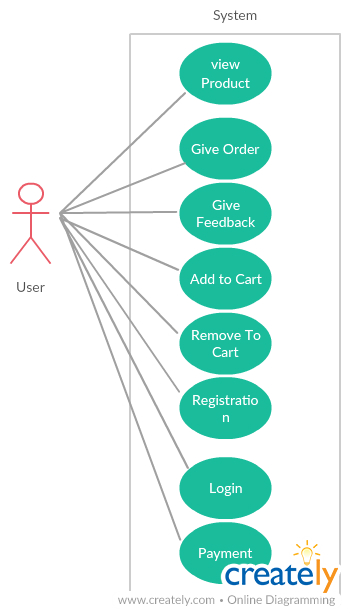 System
view
Product
Give Order
Give
Feedback
Add to Cart
Remove To
Cart
Registratio
n
Login
Payment
User
creately
www.creately.com • Online Diagramming